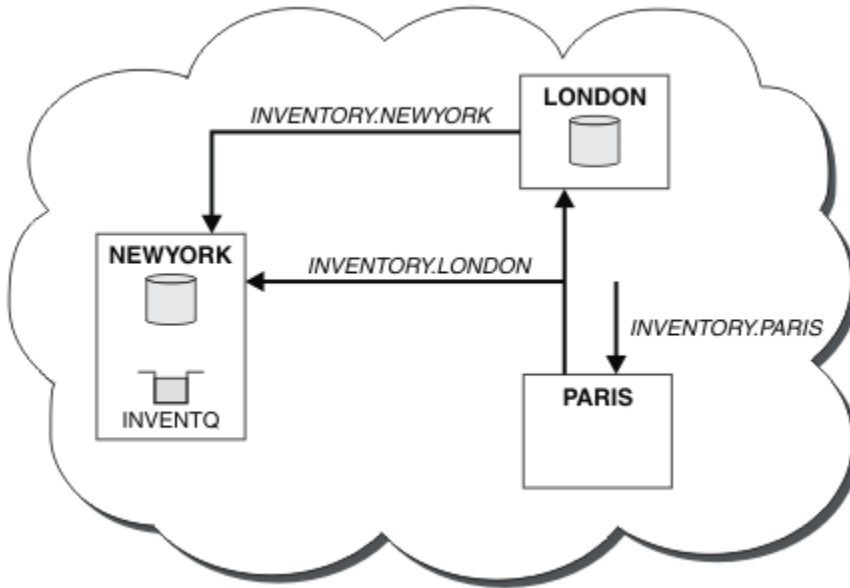 LONDON
INVENTORY.NEWYORK
NEWYORK
INVENTORY.LONDON
INVENTORY.PARIS
PARIS
INVENTQ